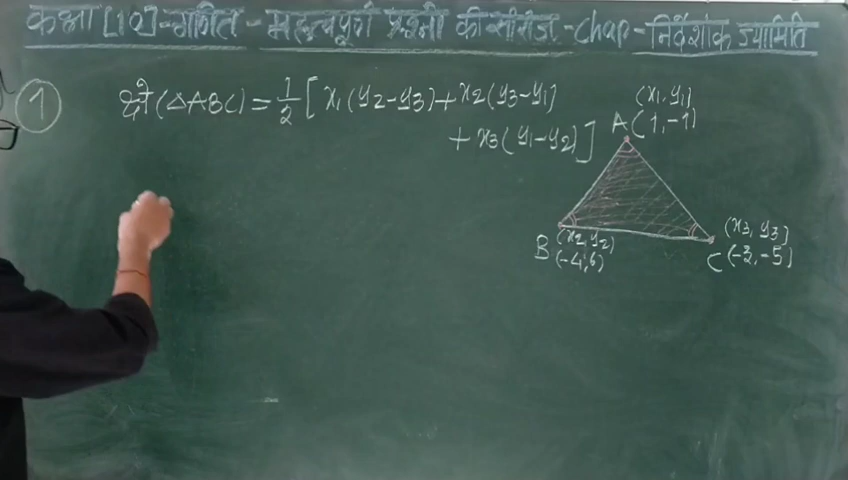 कक्षा [10] - गणित - महत्वपूर्ण प्रश्नों की सीरीज - Chap - निर्देशांक ज्यामिति
1
क्षे०(△ABC) = 1/2 [ x₁(y₂-y₃) + x₂(y₃-y₁)
+ x₃(y₁-y₂)]
(x₁, y₁)
A(1,-1)
B (x₂, y₂)
(-4,6)
(x₃, y₃)
C(-3,-5)